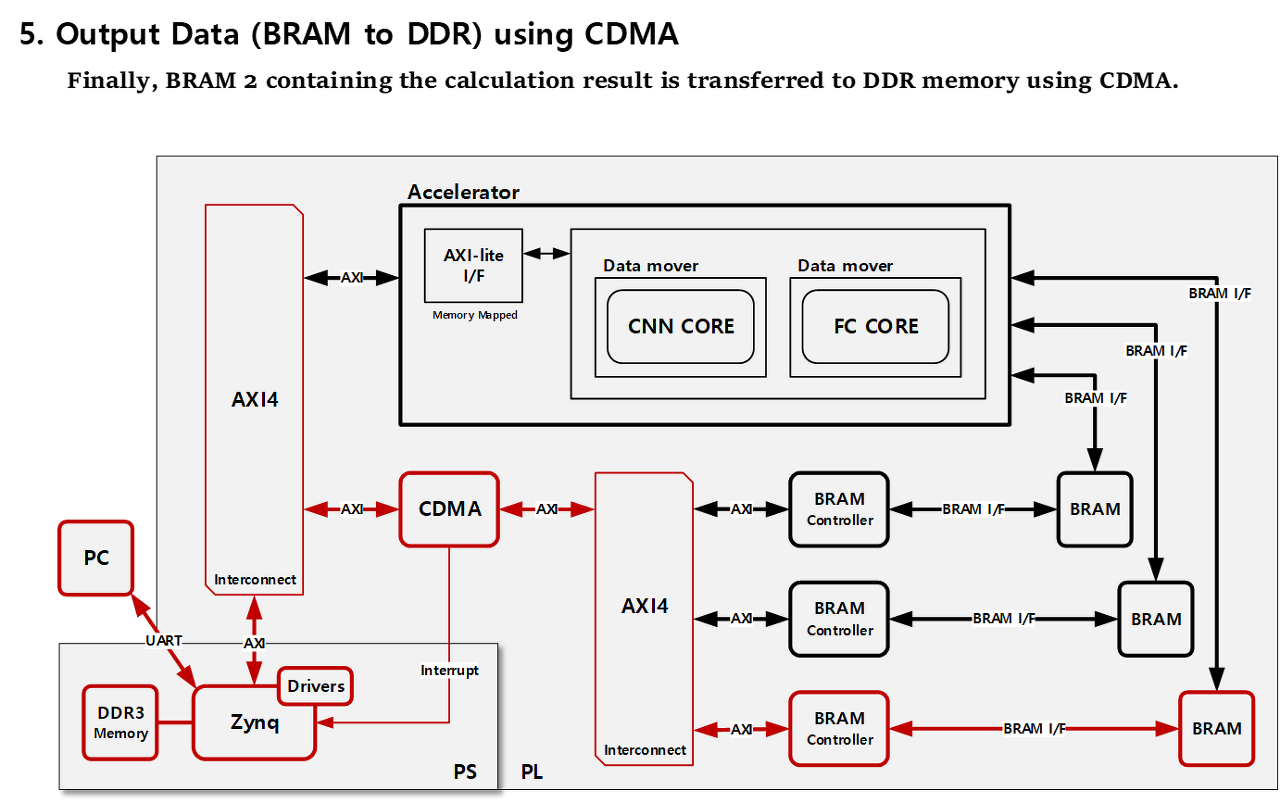 5. Output Data (BRAM to DDR) using CDMA
Finally, BRAM 2 containing the calculation result is transferred to DDR memory using CDMA.
Accelerator
AXI4
Interconnect
AXI
AXI-lite
I/F
Memory Mapped
Data mover
CNN CORE
Data mover
FC CORE
BRAM I/F
BRAM I/F
BRAM I/F
AXI
CDMA
AXI
AXI4
Interconnect
AXI
BRAM
Controller
BRAM I/F
BRAM
AXI
BRAM
Controller
BRAM I/F
BRAM
AXI
BRAM
Controller
BRAM I/F
BRAM
PC
UART
AXI
Interrupt
Drivers
DDR3
Memory
Zynq
PS
PL